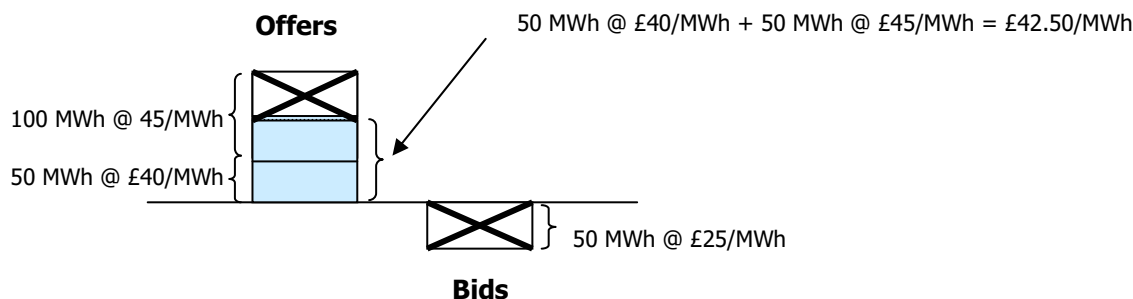 50 MWh @ £40/MWh + 50 MWh @ £45/MWh = £42.50/MWh
Offers
100 MWh @ 45/MWh
50 MWh @ £40/MWh
50 MWh @ £25/MWh
Bids